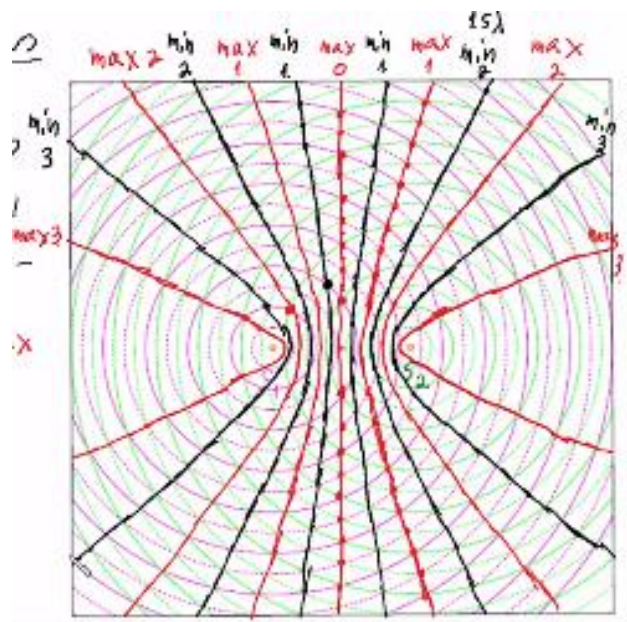 15λ
max 2 min 2 max 1 min 1 max 0 min 1 max 1 min 2 max 2
min 3 min 3
max 3 max 3
x
S2